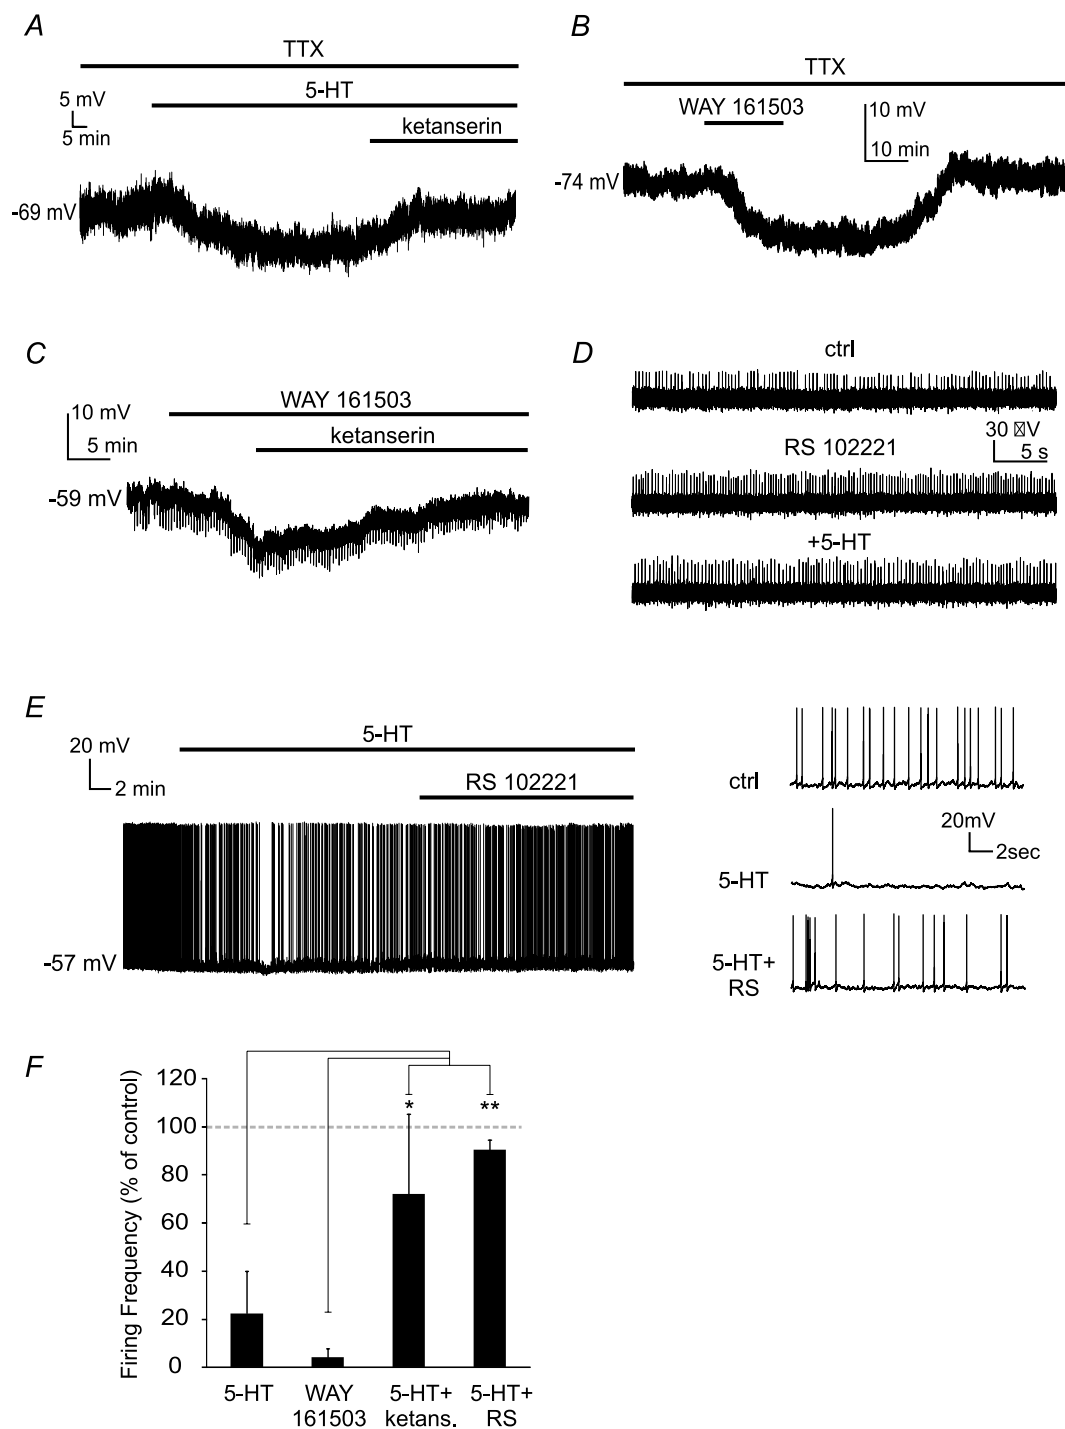 A
TTX
5-HT
5 mV
5 min
ketanserin
-69 mV
B
TTX
WAY 161503
10 mV
10 min
-74 mV
C
WAY 161503
10 mV
5 min
ketanserin
-59 mV
D
ctrl
30 V
5 s
RS 102221
+5-HT
E
5-HT
20 mV
2 min
RS 102221
-57 mV
ctrl
20mV
2sec
5-HT
5-HT+
RS
F
Firing Frequency (% of control)
120
100
80
60
40
20
0
* **
5-HT WAY 5-HT+ 5-HT+
161503 ketans. RS